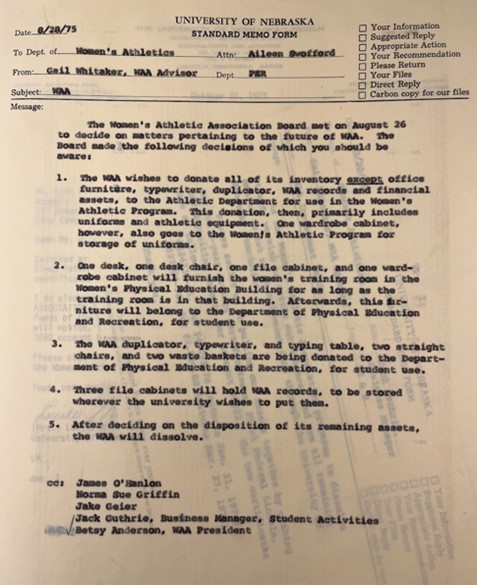 UNIVERSITY OF NEBRASKA
STANDARD MEMO FORM
Date 8/28/75
To Dept. of Women's Athletics Attn: Aileen Swofford
From: Gail Whitaker, WAA Advisor Dept. PER
Subject: WAA
Your Information
Suggested Reply
Appropriate Action
Your Recommendation
Please Return
Your Files
Direct Reply
Carbon copy for our files
Message:
The Women's Athletic Association Board met on August 26
to decide on matters pertaining to the future of WAA. The
Board made the following decisions of which you should be
aware:
1. The WAA wishes to donate all of its inventory except office
furniture, typewriter, duplicator, WAA records and financial
assets, to the Athletic Department for use in the Women's
Athletic Program. This donation, then, primarily includes
uniforms and athletic equipment. One wardrobe cabinet,
however, also goes to the Women's Athletic Program for
storage of uniforms.
2. One desk, one desk chair, one file cabinet, and one ward-
robe cabinet will furnish the women's training room in the
Women's Physical Education Building for as long as the
training room is in that building. Afterwards, this fur-
niture will belong to the Department of Physical Education
and Recreation, for student use.
3. The WAA duplicator, typewriter, and typing table, two straight
chairs, and two waste baskets are being donated to the Depart-
ment of Physical Education and Recreation, for student use.
4. Three file cabinets will hold WAA records, to be stored
wherever the university wishes to put them.
5. After deciding on the disposition of its remaining assets,
the WAA will dissolve.
cc: James O'Hanlon
Norma Sue Griffin
Jake Geier
Jack Guthrie, Business Manager, Student Activities
Betsy Anderson, WAA President